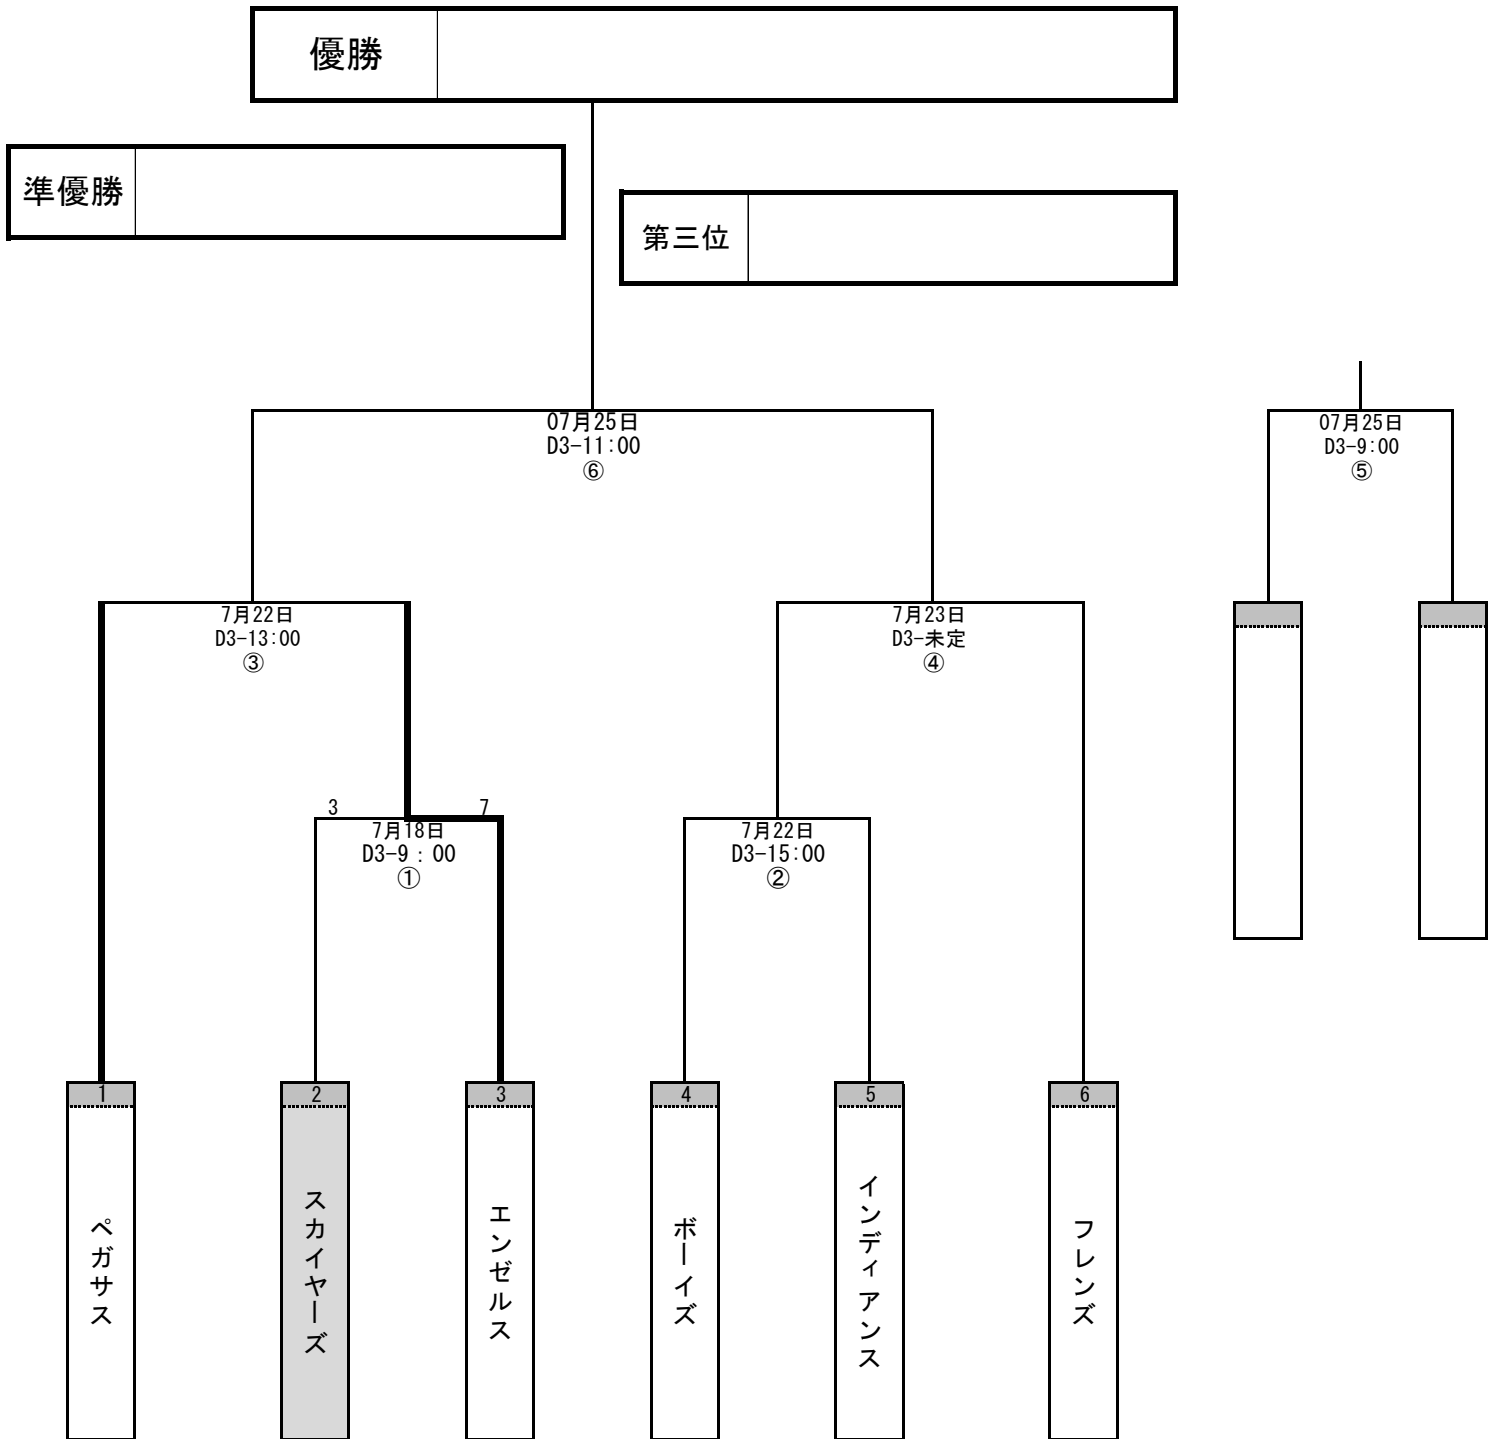 優勝
準優勝
第三位
07月25日
D3-11:00
⑥
07月25日
D3-9:00
⑤
7月22日
D3-13:00
③
7月23日
D3-未定
④
3
7
7月18日
D3-9：00
①
7月22日
D3-15:00
②
1
2
3
4
5
6
ペガサス
スカイヤーズ
エンゼルス
ボーイズ
インディアンス
フレンズ